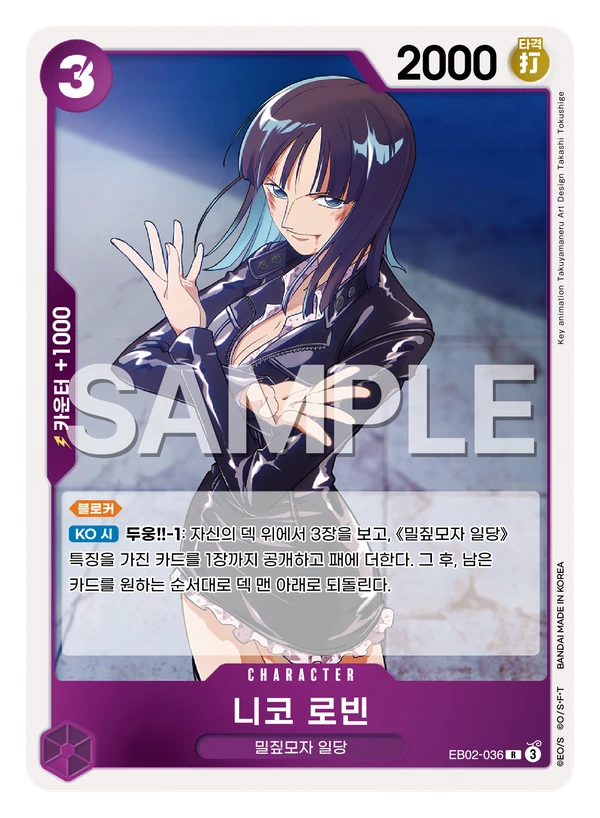 3
2000
타격
打
Key animation Takuyamaneru Art Design Takashi Tokushige
카운터 +1000
SAMPLE
블로커
KO 시 두웅!!-1: 자신의 덱 위에서 3장을 보고, 《밀짚모자 일당》
특징을 가진 카드를 1장까지 공개하고 패에 더한다. 그 후, 남은
카드를 원하는 순서대로 덱 맨 아래로 되돌린다.
CHARACTER
니코 로빈
밀짚모자 일당
EB02-036 R 3
©EO/S ©O/S·F·T BANDAI MADE IN KOREA